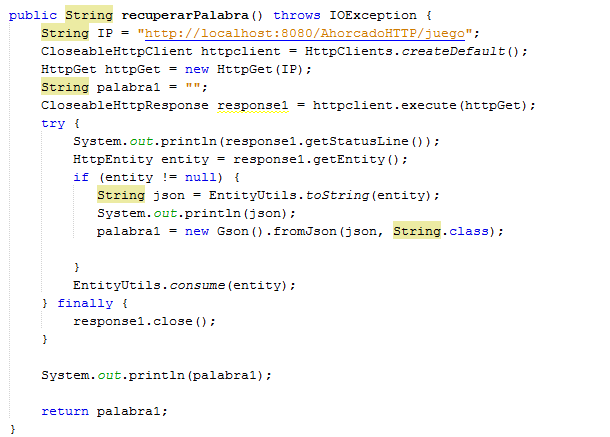 public String recuperarPalabra() throws IOException {
    String IP = "http://localhost:8080/AhorcadoHTTP/juego";
    CloseableHttpClient httpclient = HttpClients.createDefault();
    HttpGet httpGet = new HttpGet(IP);
    String palabra1 = "";
    CloseableHttpResponse response1 = httpclient.execute(httpGet);
    try {
        System.out.println(response1.getStatusLine());
        HttpEntity entity = response1.getEntity();
        if (entity != null) {
           String json = EntityUtils.toString(entity);
           System.out.println(json);
           palabra1 = new Gson().fromJson(json, String.class);
        }
        EntityUtils.consume(entity);
    } finally {
        response1.close();
    }
    System.out.println(palabra1);
    return palabra1;
}